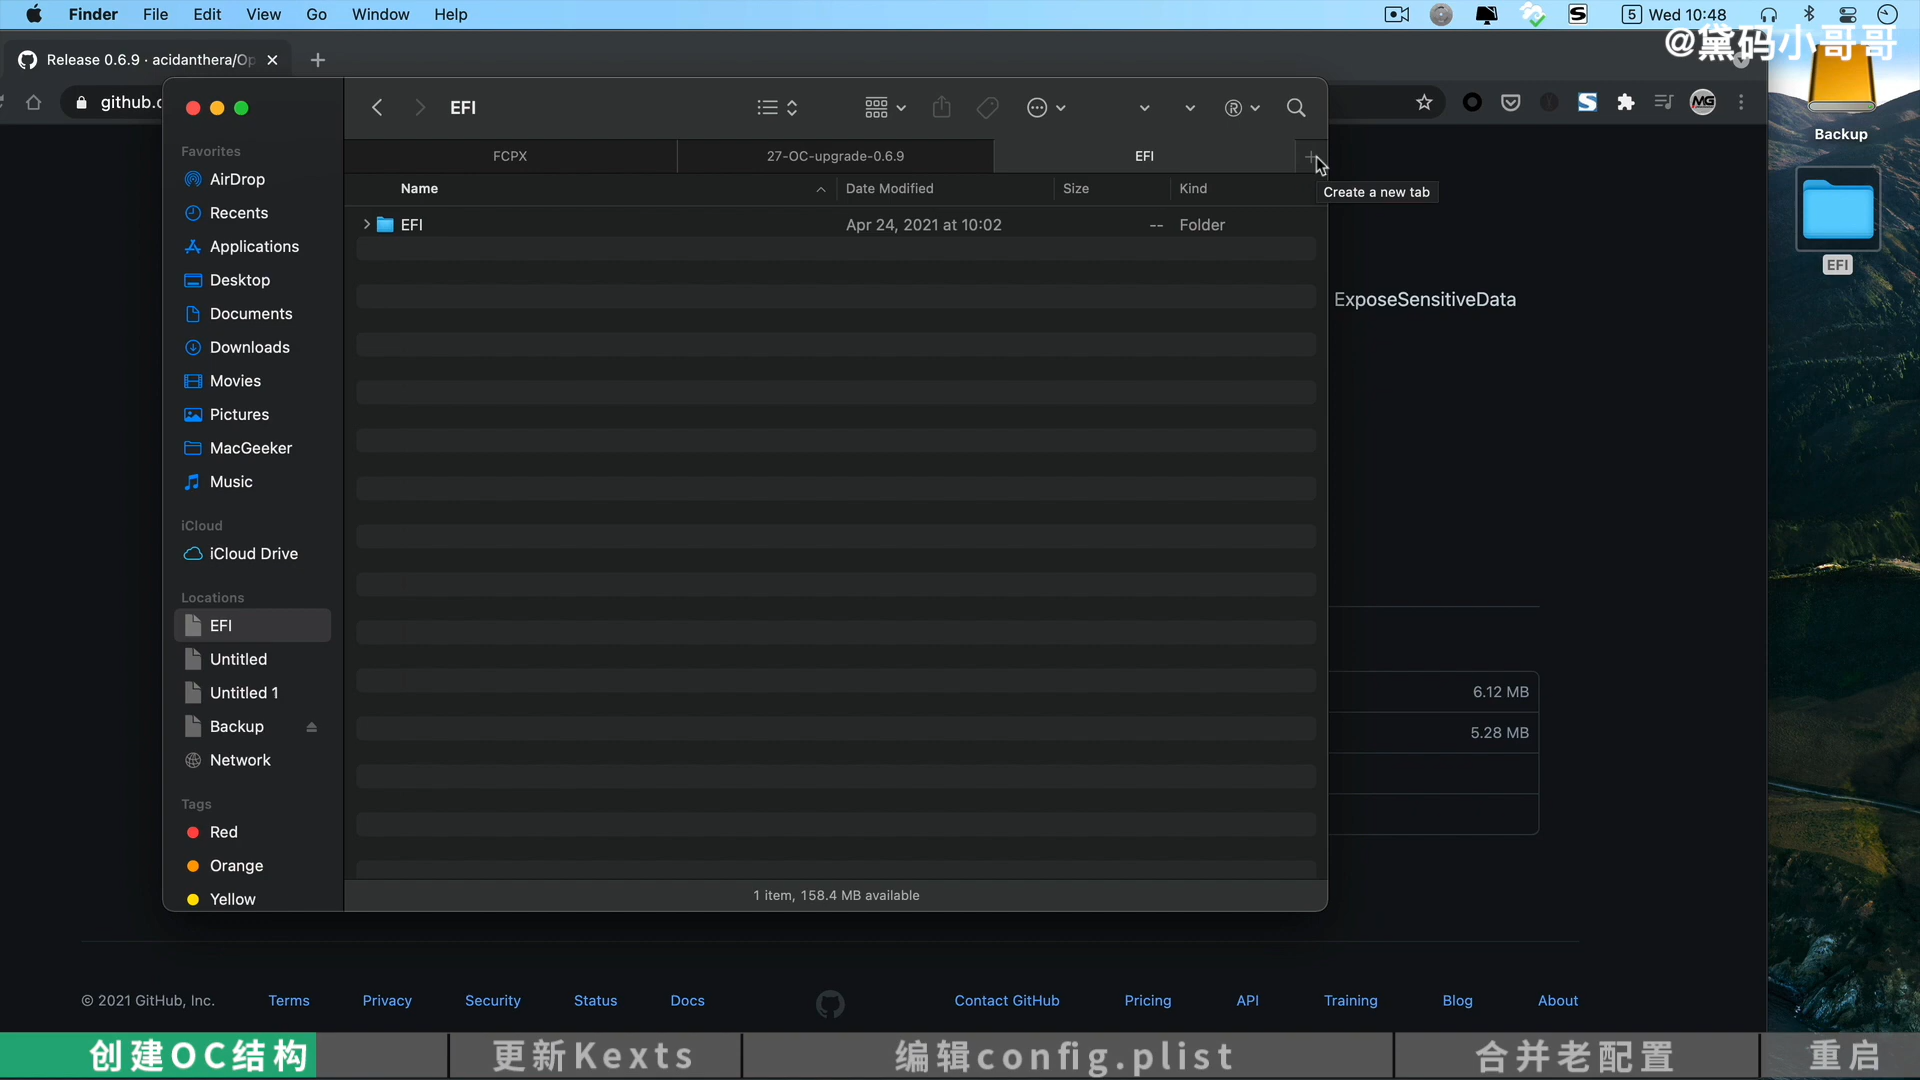 Finder File Edit View Go Window Help
5 Wed 10:48
@黛码小哥哥
Release 0.6.9 · acidanthera/Op
github.c
MG
EFI
Favorites
AirDrop
Recents
Applications
Desktop
Documents
Downloads
Movies
Pictures
MacGeeker
Music
iCloud
iCloud Drive
Locations
EFI
Untitled
Untitled 1
Backup
Network
Tags
Red
Orange
Yellow
FCPX 27-OC-upgrade-0.6.9 EFI
Name Date Modified Size Kind
Create a new tab
EFI Apr 24, 2021 at 10:02 -- Folder
1 item, 158.4 MB available
ExposeSensitiveData
6.12 MB
5.28 MB
Backup
EFI
© 2021 GitHub, Inc. Terms Privacy Security Status Docs Contact GitHub Pricing API Training Blog About
创建OC结构 更新Kexts 编辑config.plist 合并老配置 重启